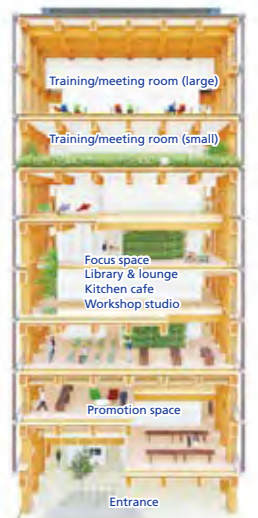 Training/meeting room (large)
Training/meeting room (small)
Focus space
Library & lounge
Kitchen cafe
Workshop studio
Promotion space
Entrance